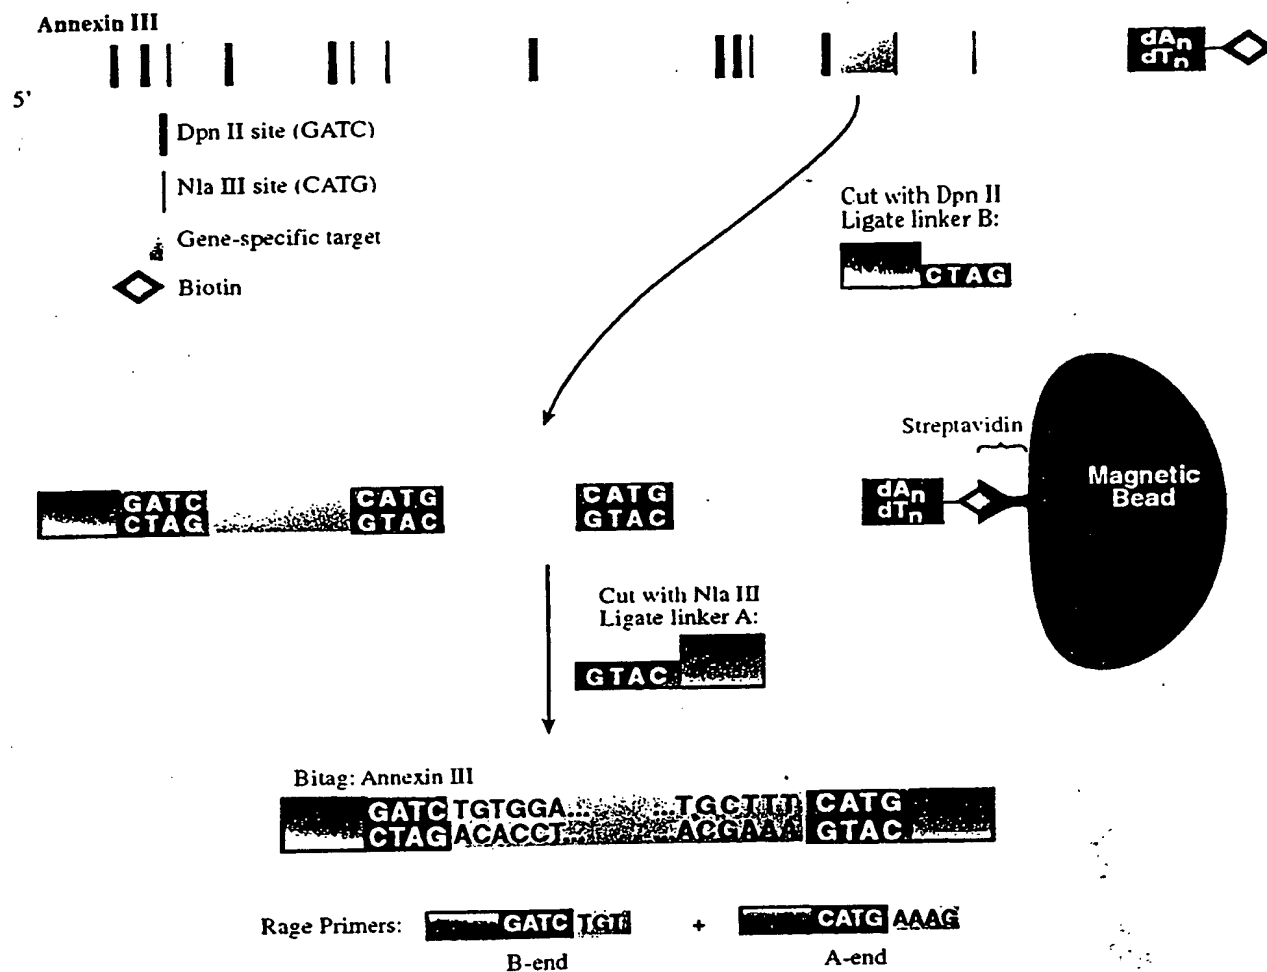 Annexin III
dAn
dTn
5'
Dpn II site (GATC)
Nla III site (CATG)
Gene-specific target
Biotin
Cut with Dpn II
Ligate linker B:
CTAG
Streptavidin
Magnetic
Bead
GATC
CTAG
CATG
GTAC
CATG
GTAC
dAn
dTn
Cut with Nla III
Ligate linker A:
GTAC
Bitag: Annexin III
GATC TGTGGA... ...TGCTTT CATG
CTAG ACACCT... ...ACGAAA GTAC
Rage Primers: GATC TGT + CATG AAAG
B-end A-end